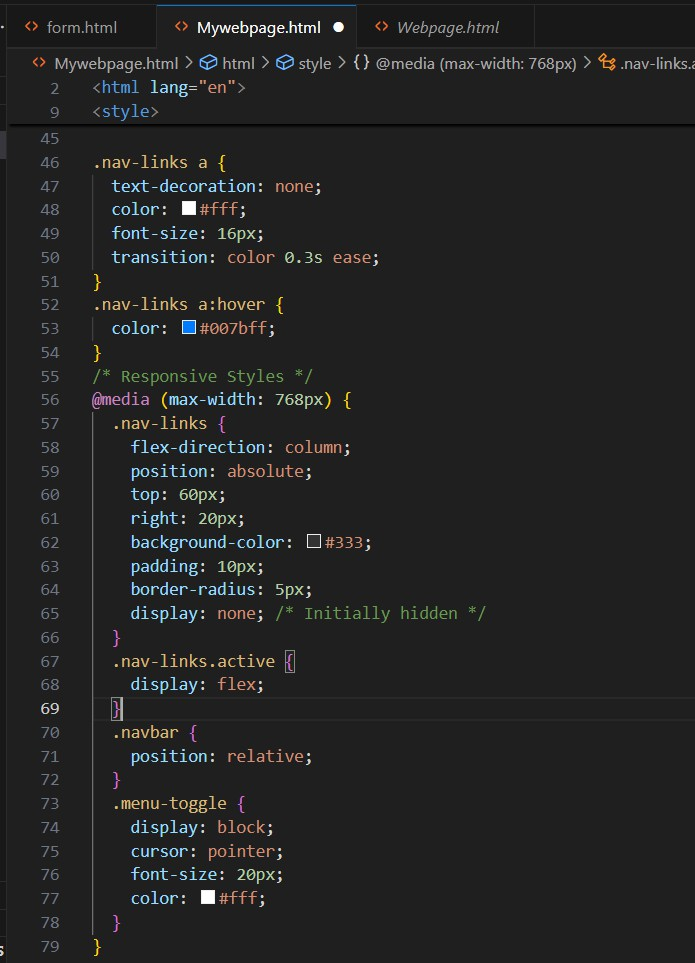 form.html Mywebpage.html Webpage.html
Mywebpage.html > html > style > {} @media (max-width: 768px) > .nav-links.a
2 <html lang="en">
9 <style>
45
46 .nav-links a {
47 text-decoration: none;
48 color: #fff;
49 font-size: 16px;
50 transition: color 0.3s ease;
51 }
52 .nav-links a:hover {
53 color: #007bff;
54 }
55 /* Responsive Styles */
56 @media (max-width: 768px) {
57 .nav-links {
58 flex-direction: column;
59 position: absolute;
60 top: 60px;
61 right: 20px;
62 background-color: #333;
63 padding: 10px;
64 border-radius: 5px;
65 display: none; /* Initially hidden */
66 }
67 .nav-links.active {
68 display: flex;
69 }
70 .navbar {
71 position: relative;
72 }
73 .menu-toggle {
74 display: block;
75 cursor: pointer;
76 font-size: 20px;
77 color: #fff;
78 }
79 }